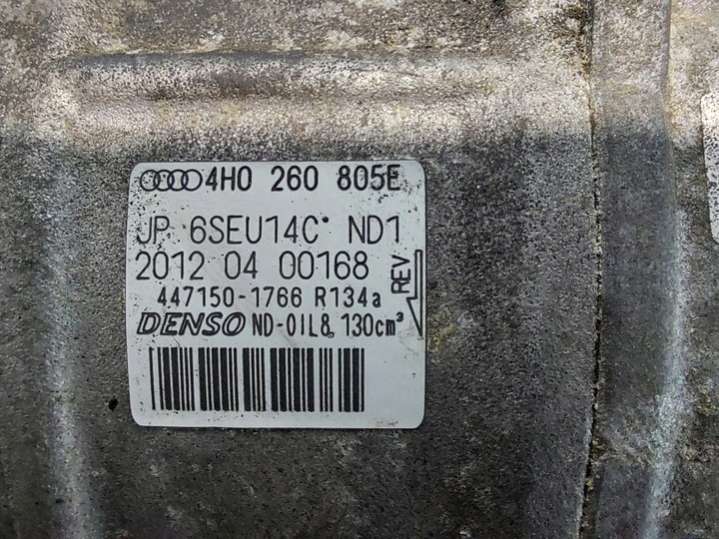 4H0 260 805E
JP 6SEU14C ND1
2012 04 00168
447150-1766 R134a
REV
DENSO ND-OIL8 130cm³